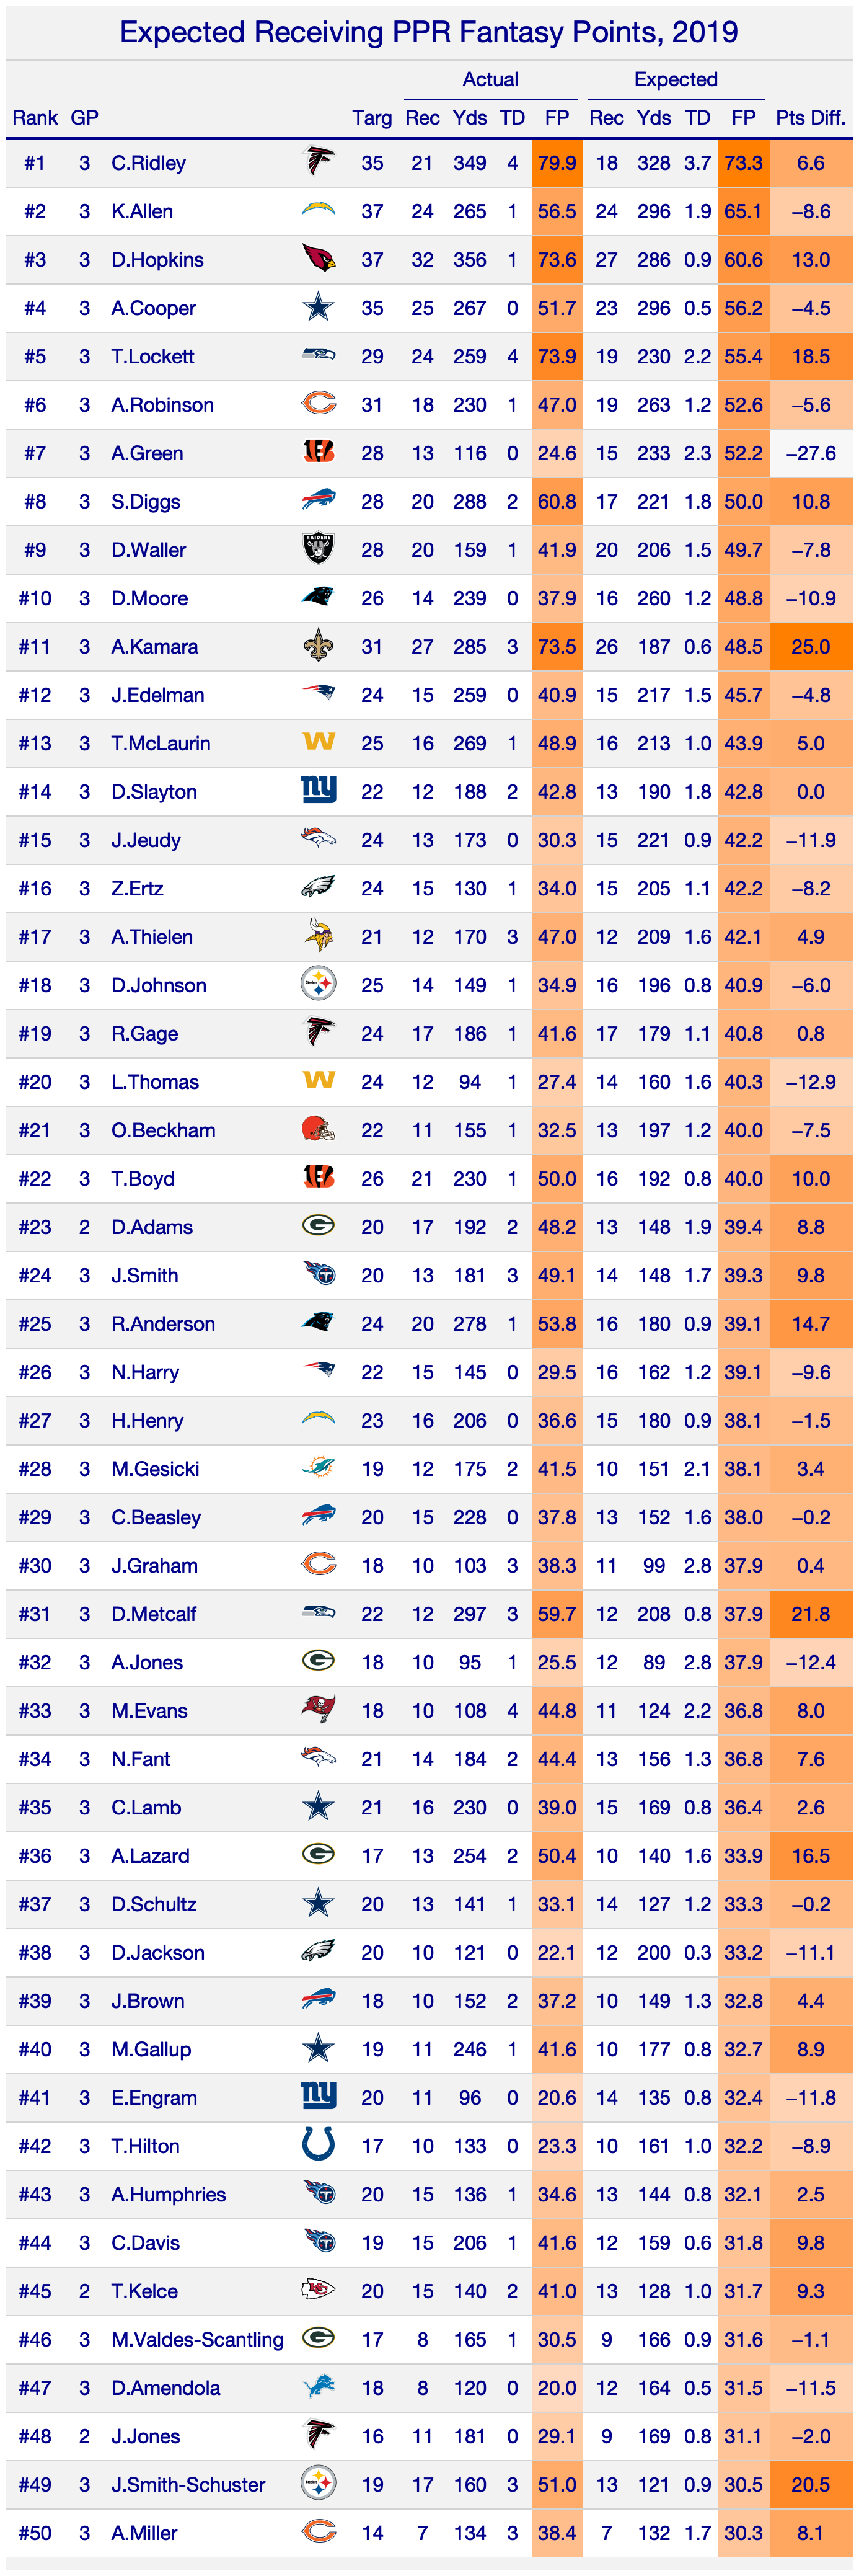 Expected Receiving PPR Fantasy Points, 2019
Actual Expected
Rank GP Targ Rec Yds TD FP Rec Yds TD FP Pts Diff.
#1 3 C.Ridley 35 21 349 4 79.9 18 328 3.7 73.3 6.6
#2 3 K.Allen 37 24 265 1 56.5 24 296 1.9 65.1 −8.6
#3 3 D.Hopkins 37 32 356 1 73.6 27 286 0.9 60.6 13.0
#4 3 A.Cooper 35 25 267 0 51.7 23 296 0.5 56.2 −4.5
#5 3 T.Lockett 29 24 259 4 73.9 19 230 2.2 55.4 18.5
#6 3 A.Robinson 31 18 230 1 47.0 19 263 1.2 52.6 −5.6
#7 3 A.Green 28 13 116 0 24.6 15 233 2.3 52.2 −27.6
#8 3 S.Diggs 28 20 288 2 60.8 17 221 1.8 50.0 10.8
#9 3 D.Waller RAIDERS 28 20 159 1 41.9 20 206 1.5 49.7 −7.8
#10 3 D.Moore 26 14 239 0 37.9 16 260 1.2 48.8 −10.9
#11 3 A.Kamara 31 27 285 3 73.5 26 187 0.6 48.5 25.0
#12 3 J.Edelman 24 15 259 0 40.9 15 217 1.5 45.7 −4.8
#13 3 T.McLaurin W 25 16 269 1 48.9 16 213 1.0 43.9 5.0
#14 3 D.Slayton ny 22 12 188 2 42.8 13 190 1.8 42.8 0.0
#15 3 J.Jeudy 24 13 173 0 30.3 15 221 0.9 42.2 −11.9
#16 3 Z.Ertz 24 15 130 1 34.0 15 205 1.1 42.2 −8.2
#17 3 A.Thielen 21 12 170 3 47.0 12 209 1.6 42.1 4.9
#18 3 D.Johnson Steelers 25 14 149 1 34.9 16 196 0.8 40.9 −6.0
#19 3 R.Gage 24 17 186 1 41.6 17 179 1.1 40.8 0.8
#20 3 L.Thomas W 24 12 94 1 27.4 14 160 1.6 40.3 −12.9
#21 3 O.Beckham 22 11 155 1 32.5 13 197 1.2 40.0 −7.5
#22 3 T.Boyd 26 21 230 1 50.0 16 192 0.8 40.0 10.0
#23 2 D.Adams G 20 17 192 2 48.2 13 148 1.9 39.4 8.8
#24 3 J.Smith 20 13 181 3 49.1 14 148 1.7 39.3 9.8
#25 3 R.Anderson 24 20 278 1 53.8 16 180 0.9 39.1 14.7
#26 3 N.Harry 22 15 145 0 29.5 16 162 1.2 39.1 −9.6
#27 3 H.Henry 23 16 206 0 36.6 15 180 0.9 38.1 −1.5
#28 3 M.Gesicki 19 12 175 2 41.5 10 151 2.1 38.1 3.4
#29 3 C.Beasley 20 15 228 0 37.8 13 152 1.6 38.0 −0.2
#30 3 J.Graham 18 10 103 3 38.3 11 99 2.8 37.9 0.4
#31 3 D.Metcalf 22 12 297 3 59.7 12 208 0.8 37.9 21.8
#32 3 A.Jones G 18 10 95 1 25.5 12 89 2.8 37.9 −12.4
#33 3 M.Evans 18 10 108 4 44.8 11 124 2.2 36.8 8.0
#34 3 N.Fant 21 14 184 2 44.4 13 156 1.3 36.8 7.6
#35 3 C.Lamb 21 16 230 0 39.0 15 169 0.8 36.4 2.6
#36 3 A.Lazard G 17 13 254 2 50.4 10 140 1.6 33.9 16.5
#37 3 D.Schultz 20 13 141 1 33.1 14 127 1.2 33.3 −0.2
#38 3 D.Jackson 20 10 121 0 22.1 12 200 0.3 33.2 −11.1
#39 3 J.Brown 18 10 152 2 37.2 10 149 1.3 32.8 4.4
#40 3 M.Gallup 19 11 246 1 41.6 10 177 0.8 32.7 8.9
#41 3 E.Engram ny 20 11 96 0 20.6 14 135 0.8 32.4 −11.8
#42 3 T.Hilton 17 10 133 0 23.3 10 161 1.0 32.2 −8.9
#43 3 A.Humphries 20 15 136 1 34.6 13 144 0.8 32.1 2.5
#44 3 C.Davis 19 15 206 1 41.6 12 159 0.6 31.8 9.8
#45 2 T.Kelce KC 20 15 140 2 41.0 13 128 1.0 31.7 9.3
#46 3 M.Valdes-Scantling G 17 8 165 1 30.5 9 166 0.9 31.6 −1.1
#47 3 D.Amendola 18 8 120 0 20.0 12 164 0.5 31.5 −11.5
#48 2 J.Jones 16 11 181 0 29.1 9 169 0.8 31.1 −2.0
#49 3 J.Smith-Schuster Steelers 19 17 160 3 51.0 13 121 0.9 30.5 20.5
#50 3 A.Miller 14 7 134 3 38.4 7 132 1.7 30.3 8.1